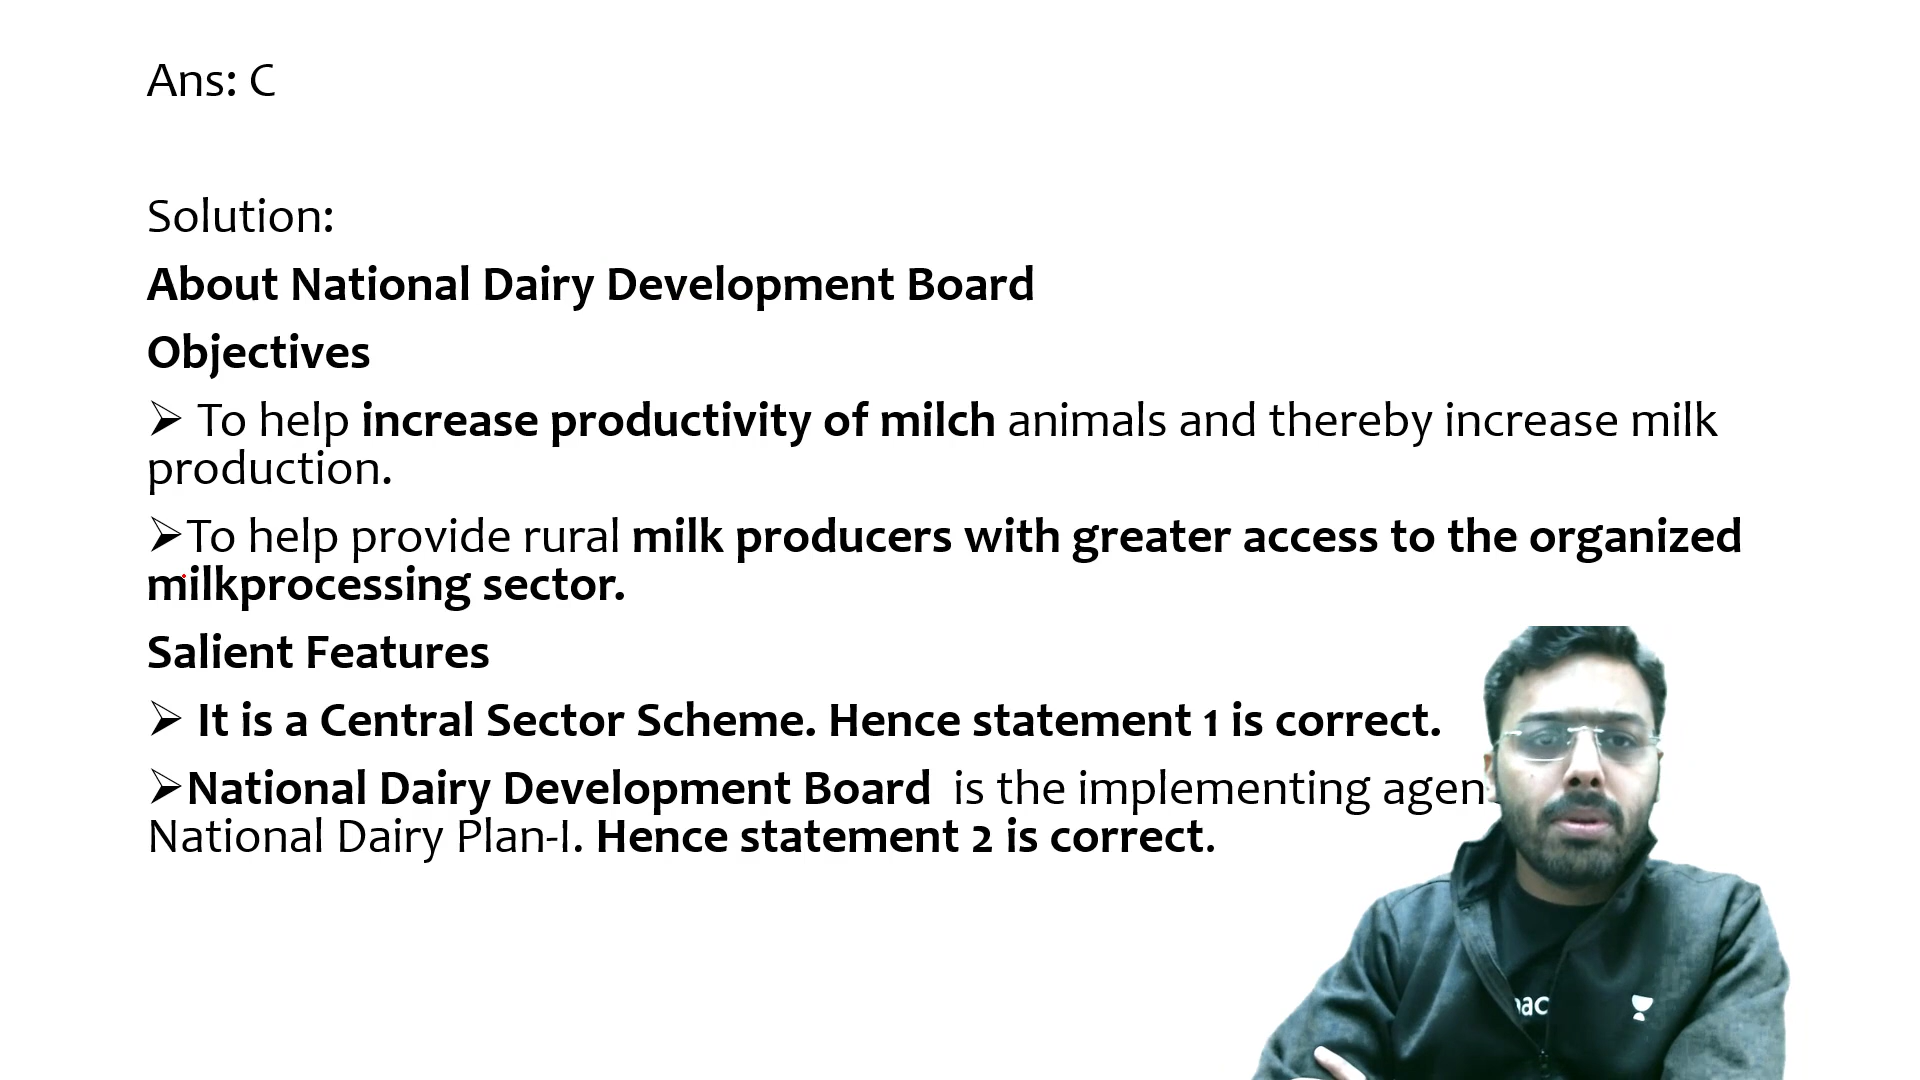 Ans: C
Solution:
About National Dairy Development Board
Objectives
➢ To help increase productivity of milch animals and thereby increase milk
production.
➢To help provide rural milk producers with greater access to the organized
milkprocessing sector.
Salient Features
➢ It is a Central Sector Scheme. Hence statement 1 is correct.
➢National Dairy Development Board is the implementing agen
National Dairy Plan-I. Hence statement 2 is correct.